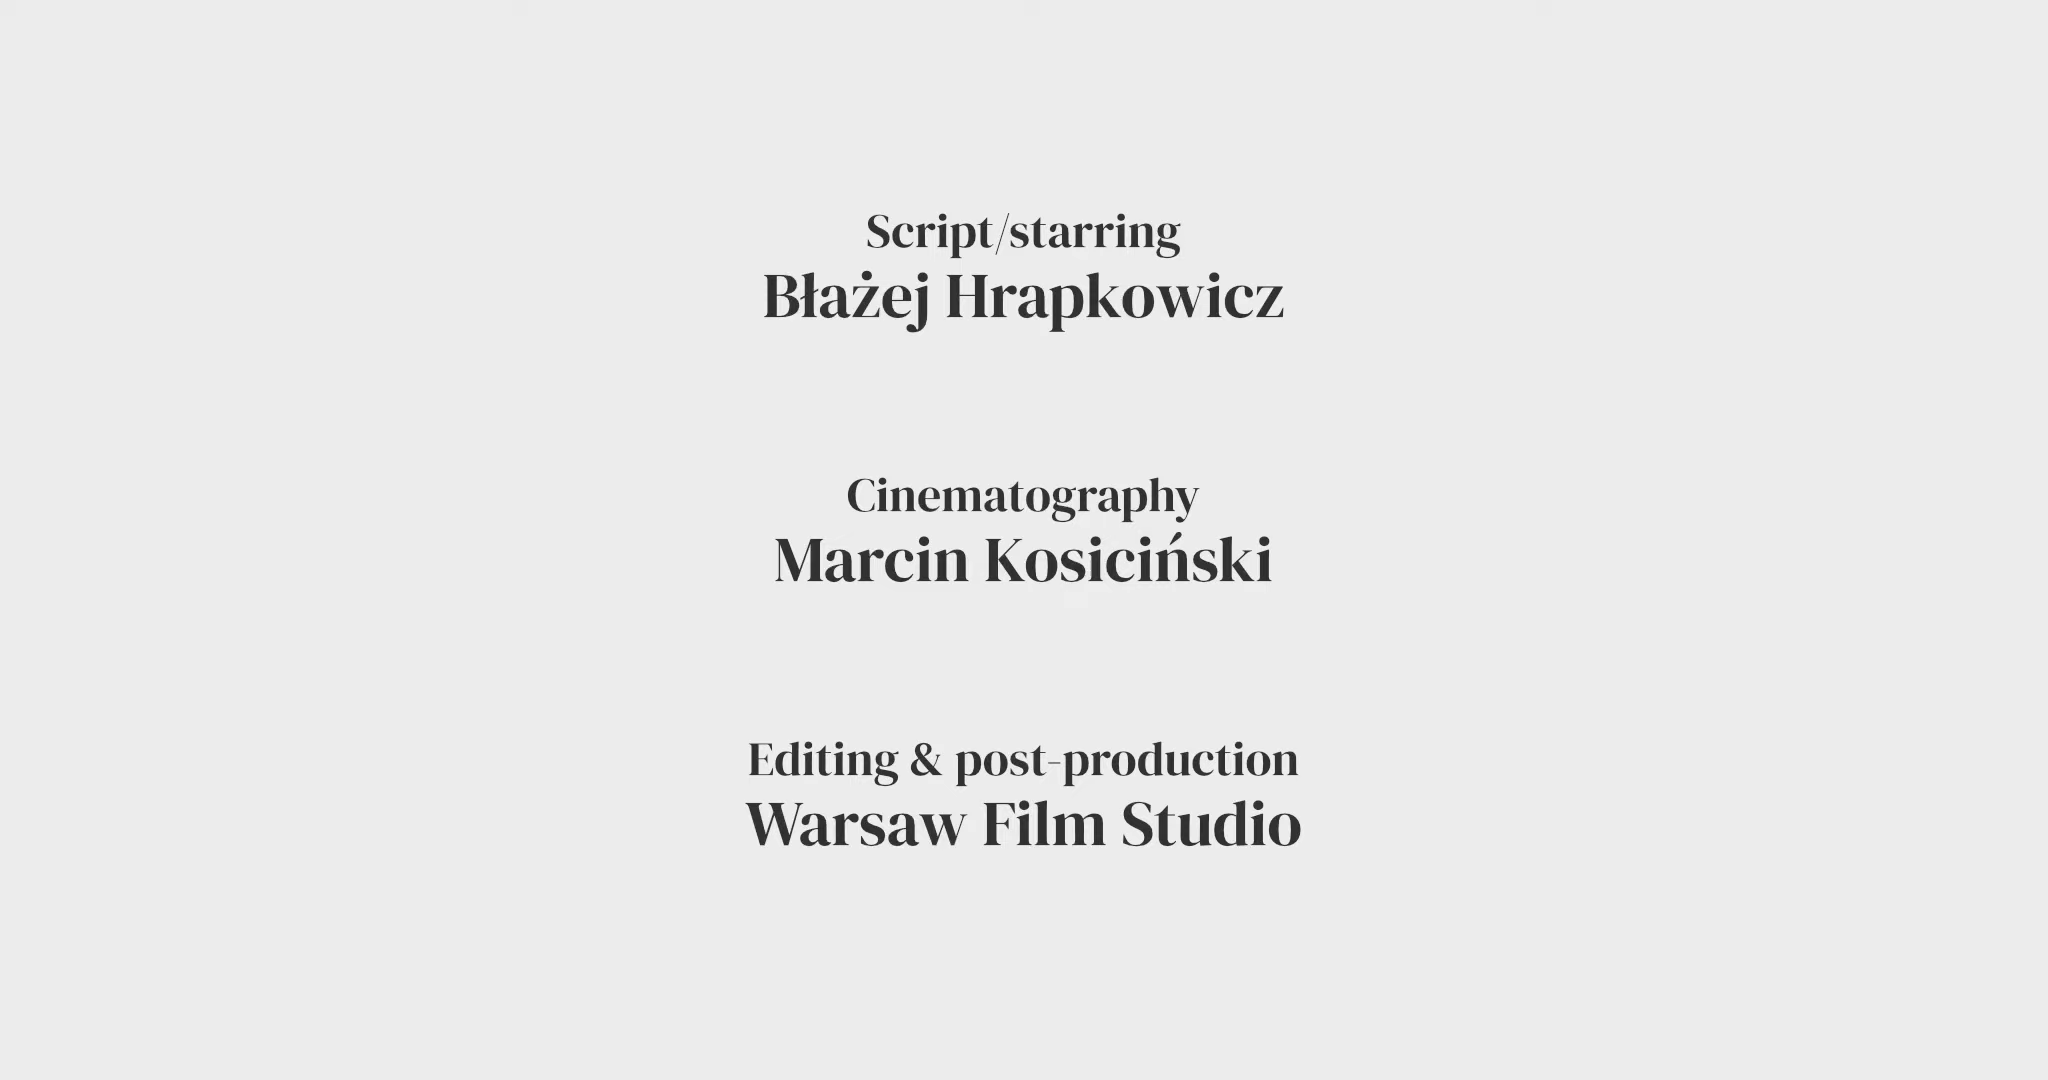 Script/starring
Błażej Hrapkowicz
Cinematography
Marcin Kosiciński
Editing & post-production
Warsaw Film Studio